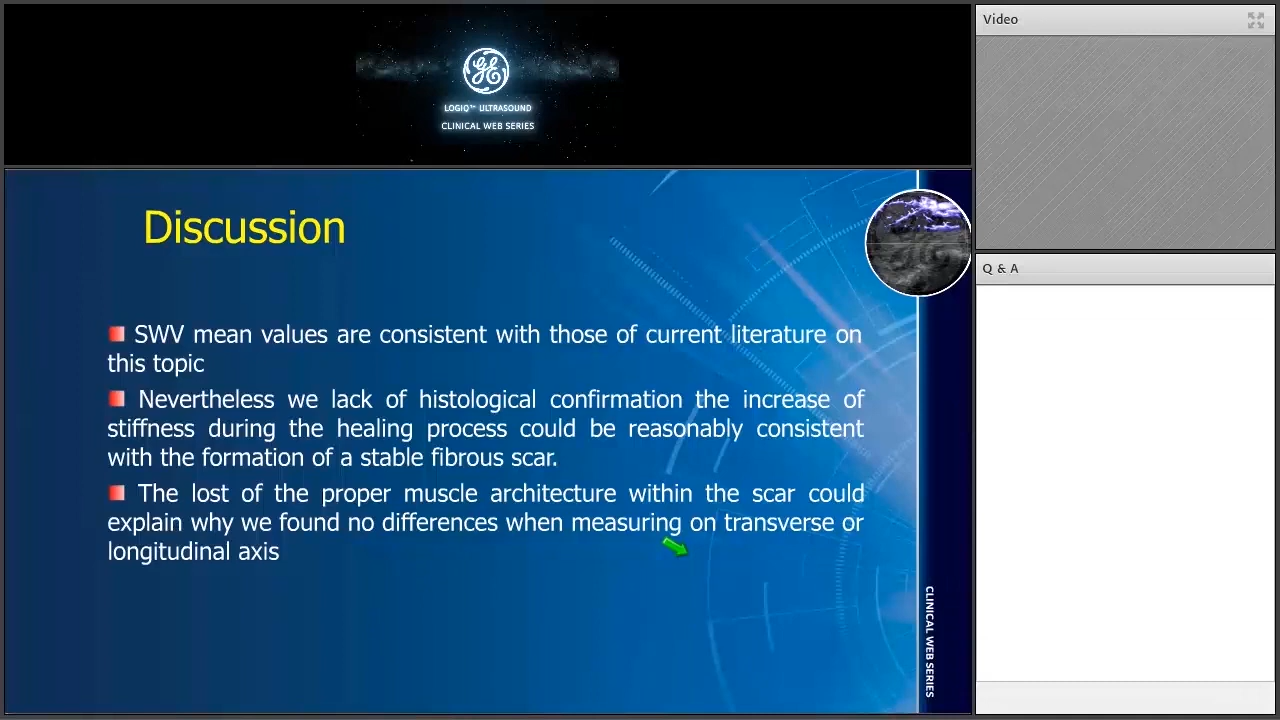 GE
LOGIQ™ ULTRASOUND
CLINICAL WEB SERIES
Video
Q & A
Discussion
SWV mean values are consistent with those of current literature on
this topic
Nevertheless we lack of histological confirmation the increase of
stiffness during the healing process could be reasonably consistent
with the formation of a stable fibrous scar.
The lost of the proper muscle architecture within the scar could
explain why we found no differences when measuring on transverse or
longitudinal axis
CLINICAL WEB SERIES